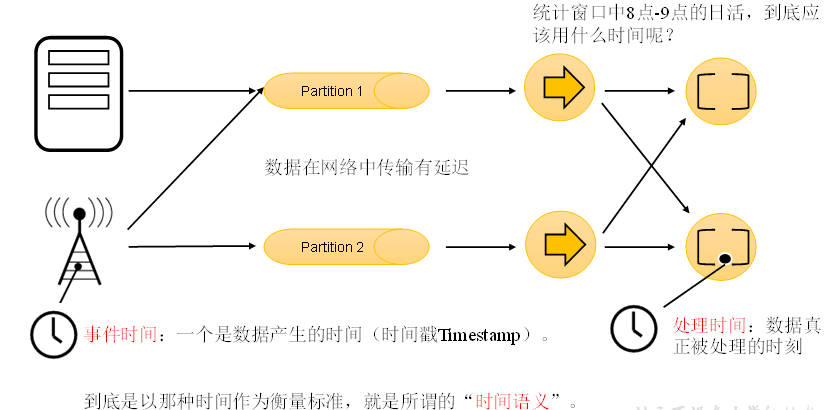 统计窗口中8点-9点的日活，到底应
该用什么时间呢？
Partition 1
数据在网络中传输有延迟
Partition 2
事件时间：一个是数据产生的时间（时间戳Timestamp）。
处理时间：数据真
正被处理的时刻
到底是以那种时间作为衡量标准，就是所谓的“时间语义”。